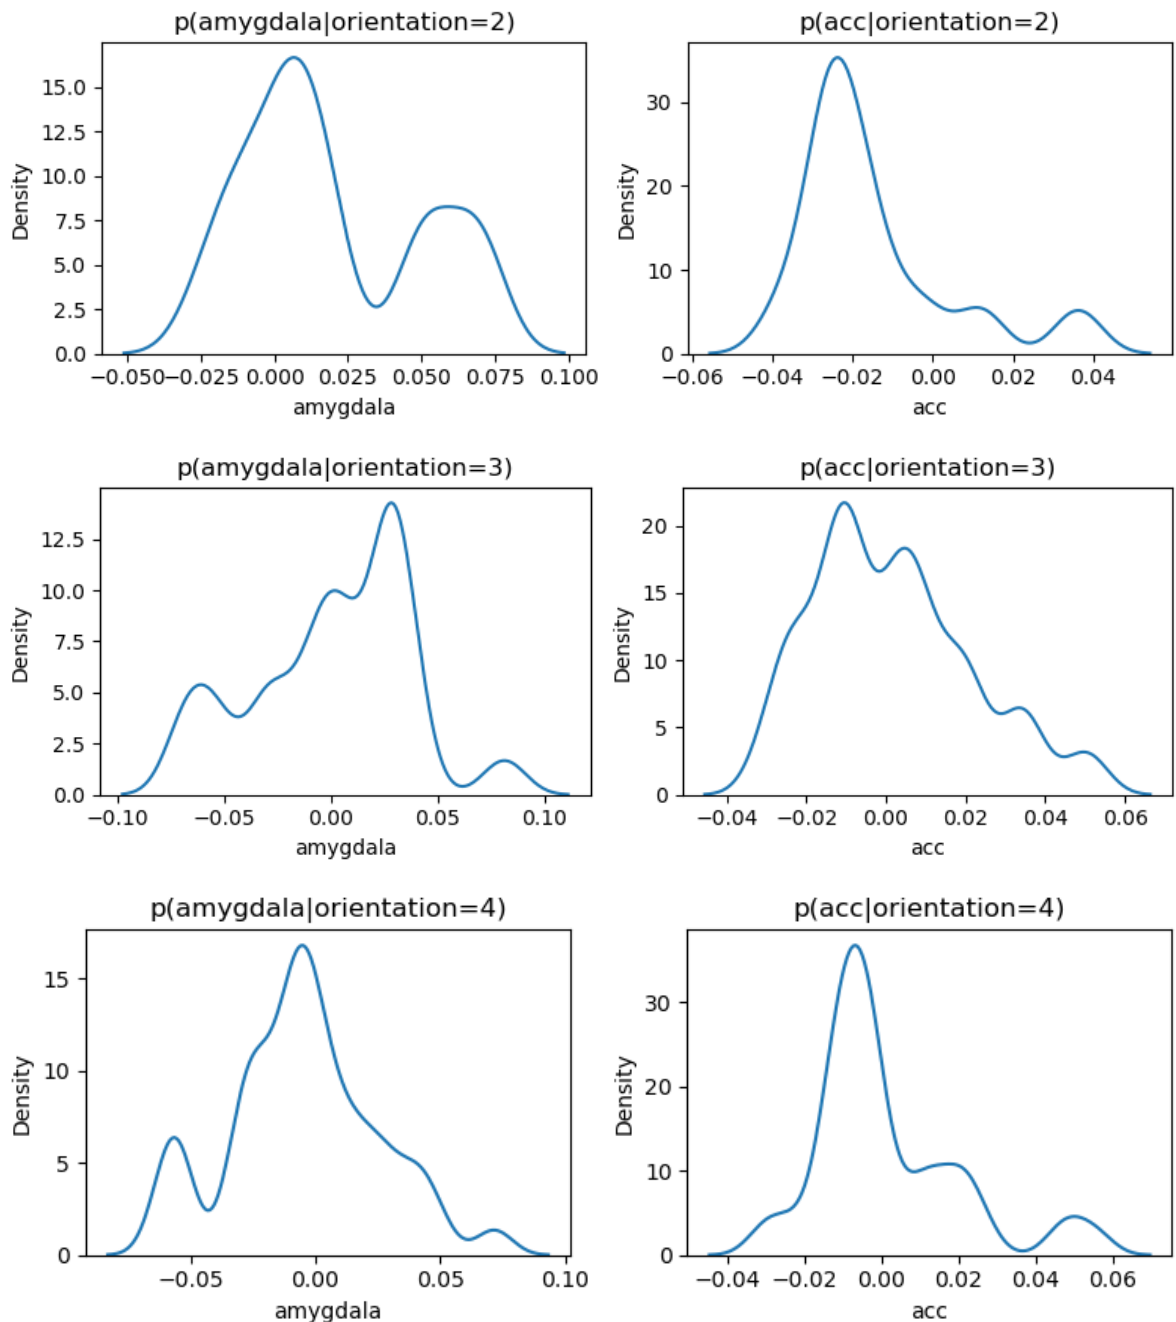 p(amygdala|orientation=2)
Density
15.0
12.5
10.0
7.5
5.0
2.5
0.0
−0.050 −0.025 0.000 0.025 0.050 0.075 0.100
amygdala
p(acc|orientation=2)
Density
30
20
10
0
−0.06 −0.04 −0.02 0.00 0.02 0.04
acc
p(amygdala|orientation=3)
Density
12.5
10.0
7.5
5.0
2.5
0.0
−0.10 −0.05 0.00 0.05 0.10
amygdala
p(acc|orientation=3)
Density
20
15
10
5
0
−0.04 −0.02 0.00 0.02 0.04 0.06
acc
p(amygdala|orientation=4)
Density
15
10
5
0
−0.05 0.00 0.05 0.10
amygdala
p(acc|orientation=4)
Density
30
20
10
0
−0.04 −0.02 0.00 0.02 0.04 0.06
acc